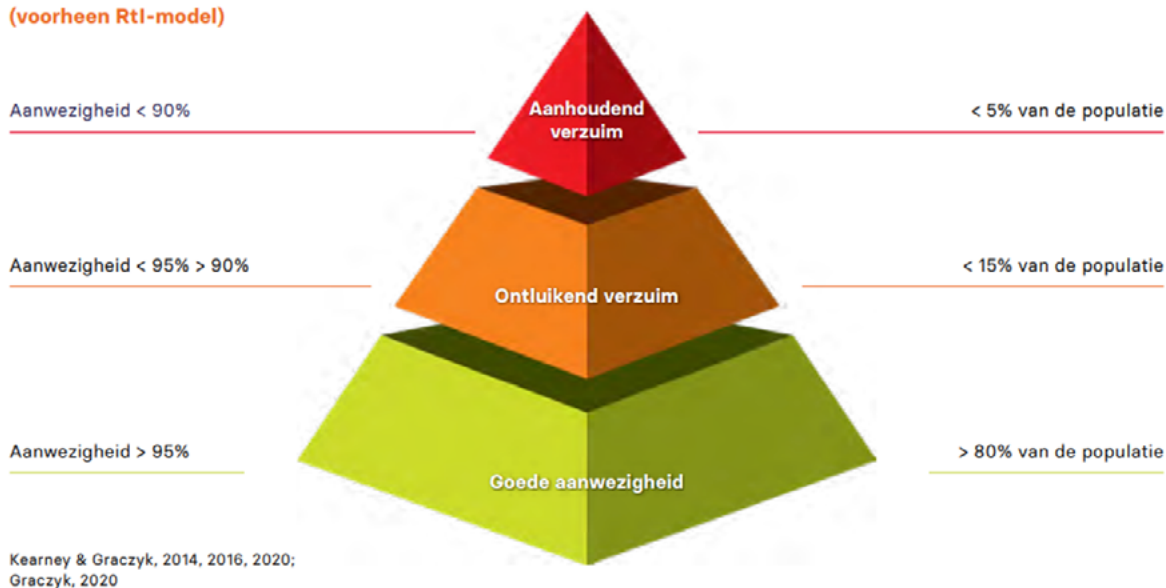 (voorheen RtI-model)
Aanwezigheid < 90%
Aanhoudend
verzuim
< 5% van de populatie
Aanwezigheid < 95% > 90%
Ontluikend verzuim
< 15% van de populatie
Aanwezigheid > 95%
Goede aanwezigheid
> 80% van de populatie
Kearney & Graczyk, 2014, 2016, 2020;
Graczyk, 2020